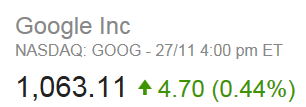 Google Inc
NASDAQ: GOOG - 27/11 4:00 pm ET
1,063.11 4.70 (0.44%)